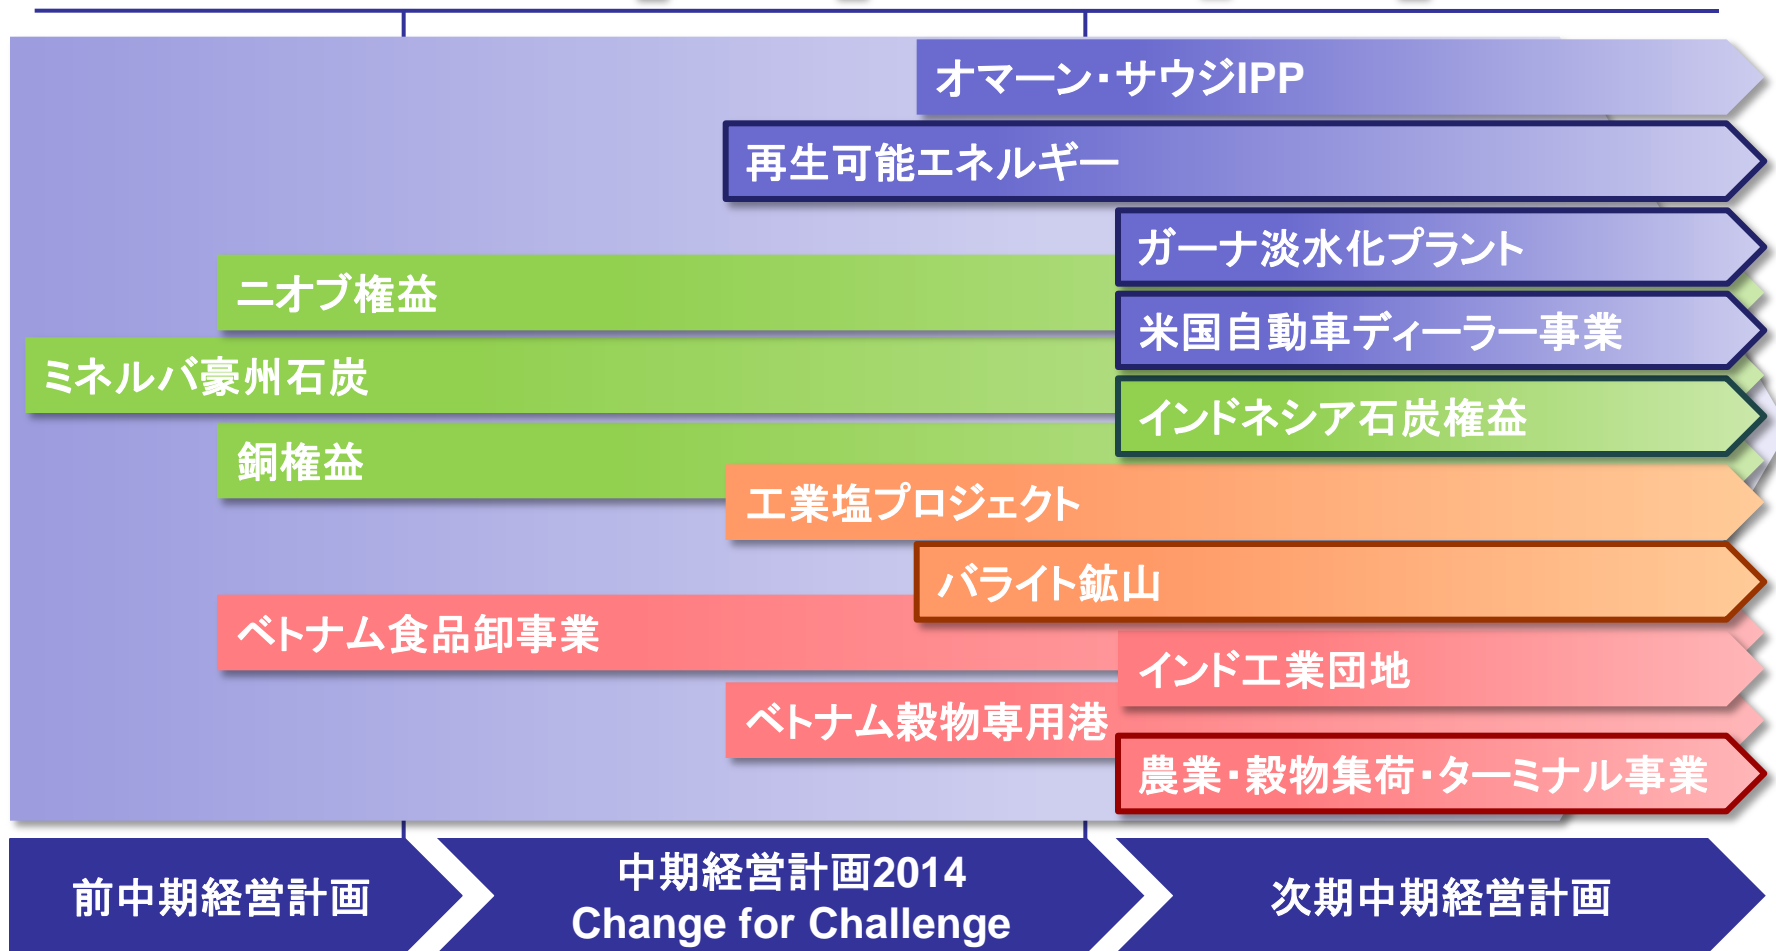 オマーン・サウジIPP
再生可能エネルギー
ガーナ淡水化プラント
ニオブ権益
米国自動車ディーラー事業
ミネルバ豪州石炭
インドネシア石炭権益
銅権益
工業塩プロジェクト
バライト鉱山
ベトナム食品卸事業
インド工業団地
ベトナム穀物専用港
農業・穀物集荷・ターミナル事業
前中期経営計画
中期経営計画2014
Change for Challenge
次期中期経営計画